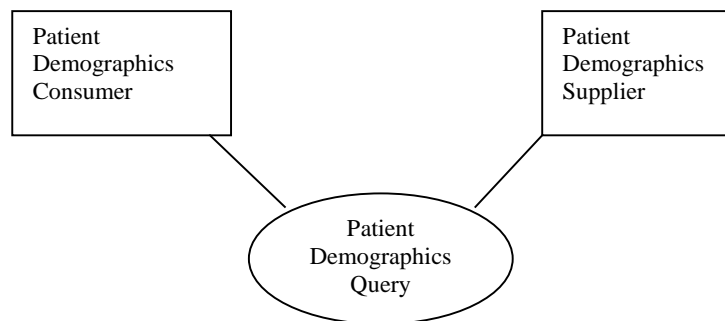 Patient
Demographics
Consumer
Patient
Demographics
Supplier
Patient
Demographics
Query